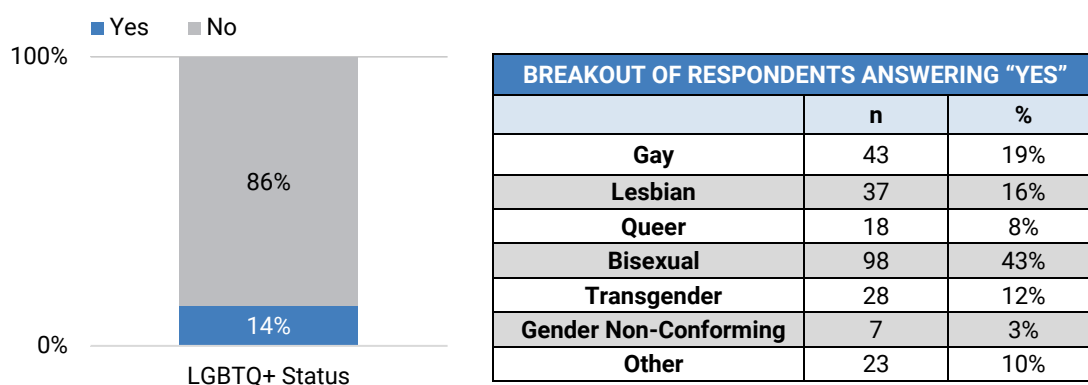 Yes No
100%
86%
14%
0%
LGBTQ+ Status
BREAKOUT OF RESPONDENTS ANSWERING “YES”
n %
Gay 43 19%
Lesbian 37 16%
Queer 18 8%
Bisexual 98 43%
Transgender 28 12%
Gender Non-Conforming 7 3%
Other 23 10%